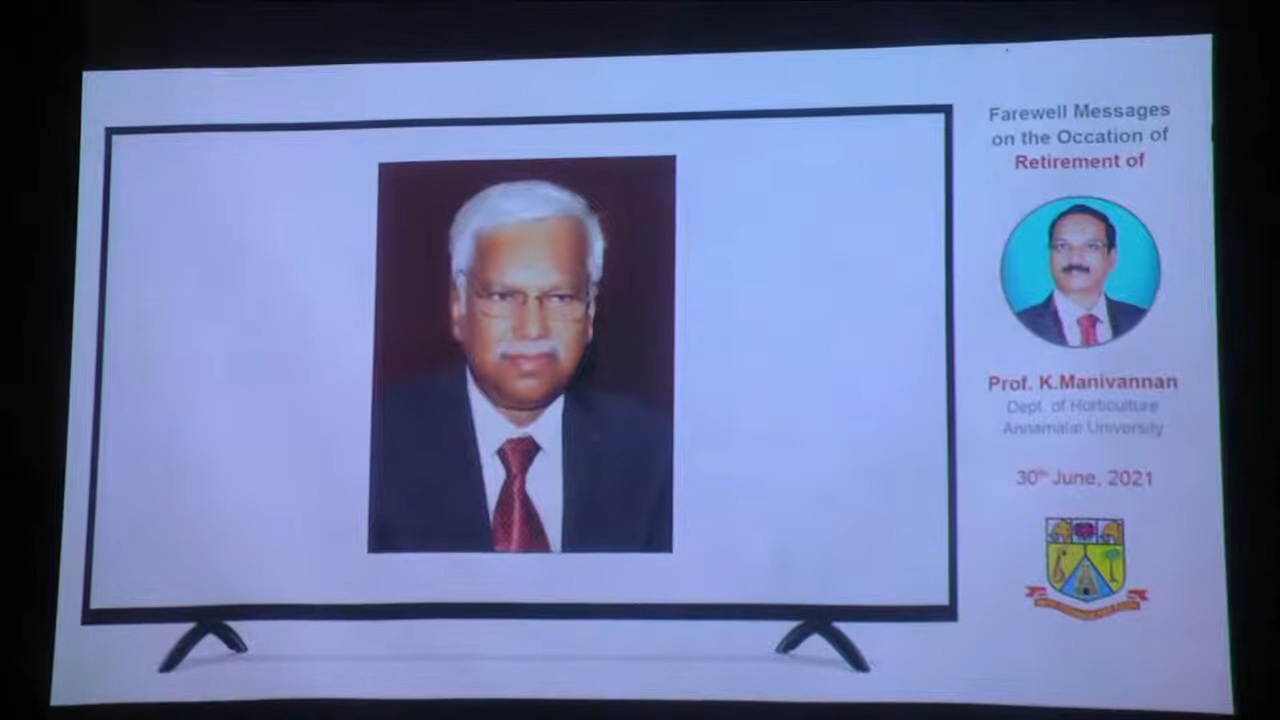 Farewell Messages
on the Occation of
Retirement of
Prof. K.Manivannan
Dept. of Horticulture
Annamalai University
30th June, 2021